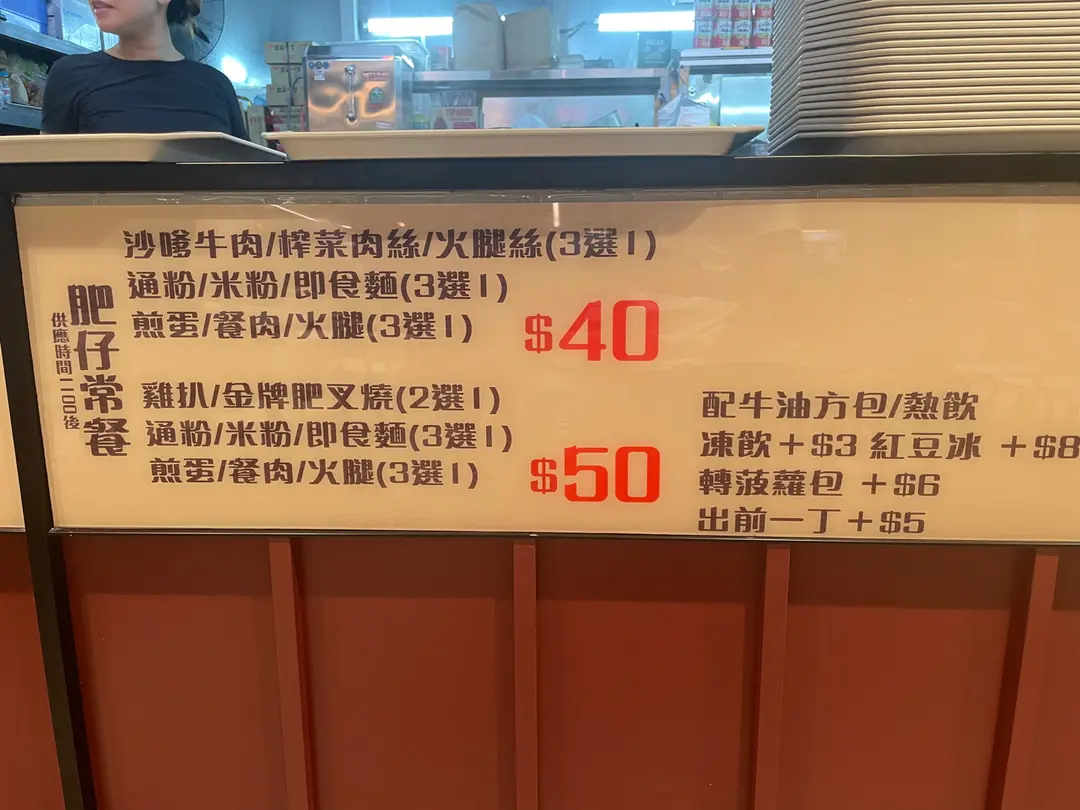 肥仔常餐
供應時間二:00後
沙嗲牛肉/榨菜肉絲/火腿絲(3選1)
通粉/米粉/即食麵(3選1)
煎蛋/餐肉/火腿(3選1)
$40
雞扒/金牌肥叉燒(2選1)
通粉/米粉/即食麵(3選1)
煎蛋/餐肉/火腿(3選1)
$50
配牛油方包/熱飲
凍飲+$3 紅豆冰 +$8
轉菠蘿包 +$6
出前一丁+$5